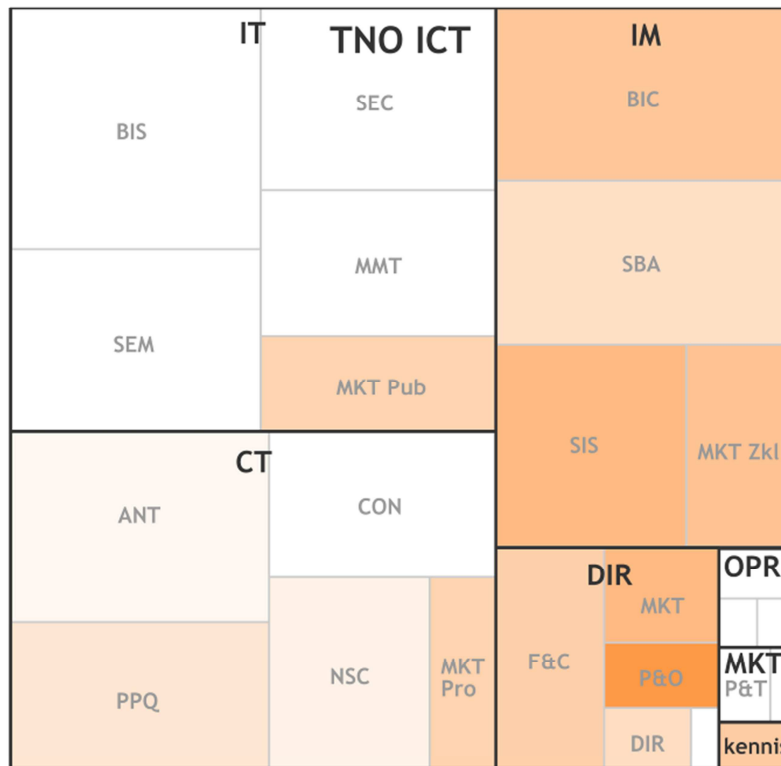 IT
TNO ICT
IM
BIS
SEC
BIC
MMT
SBA
SEM
MKT Pub
SIS
MKT Zkl
CT
ANT
CON
PPQ
NSC
MKT
Pro
DIR
F&C
MKT
P&O
DIR
OPR
MKT
P&T
kennis